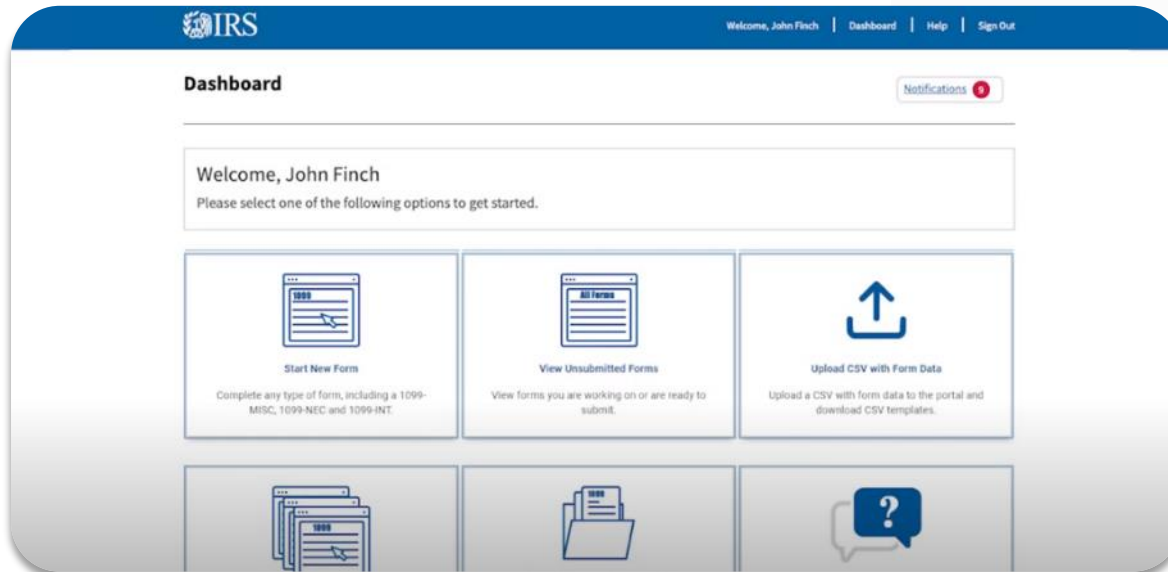 IRS
Welcome, John Finch | Dashboard | Help | Sign Out
Dashboard
Notifications 9
Welcome, John Finch
Please select one of the following options to get started.
1099
All Forms
Start New Form
View Unsubmitted Forms
Upload CSV with Form Data
Complete any type of form, including a 1099-
MISC, 1099-NEC and 1099-INT.
View forms you are working on or are ready to
submit.
Upload a CSV with form data to the portal and
download CSV templates.
1099
1099
?